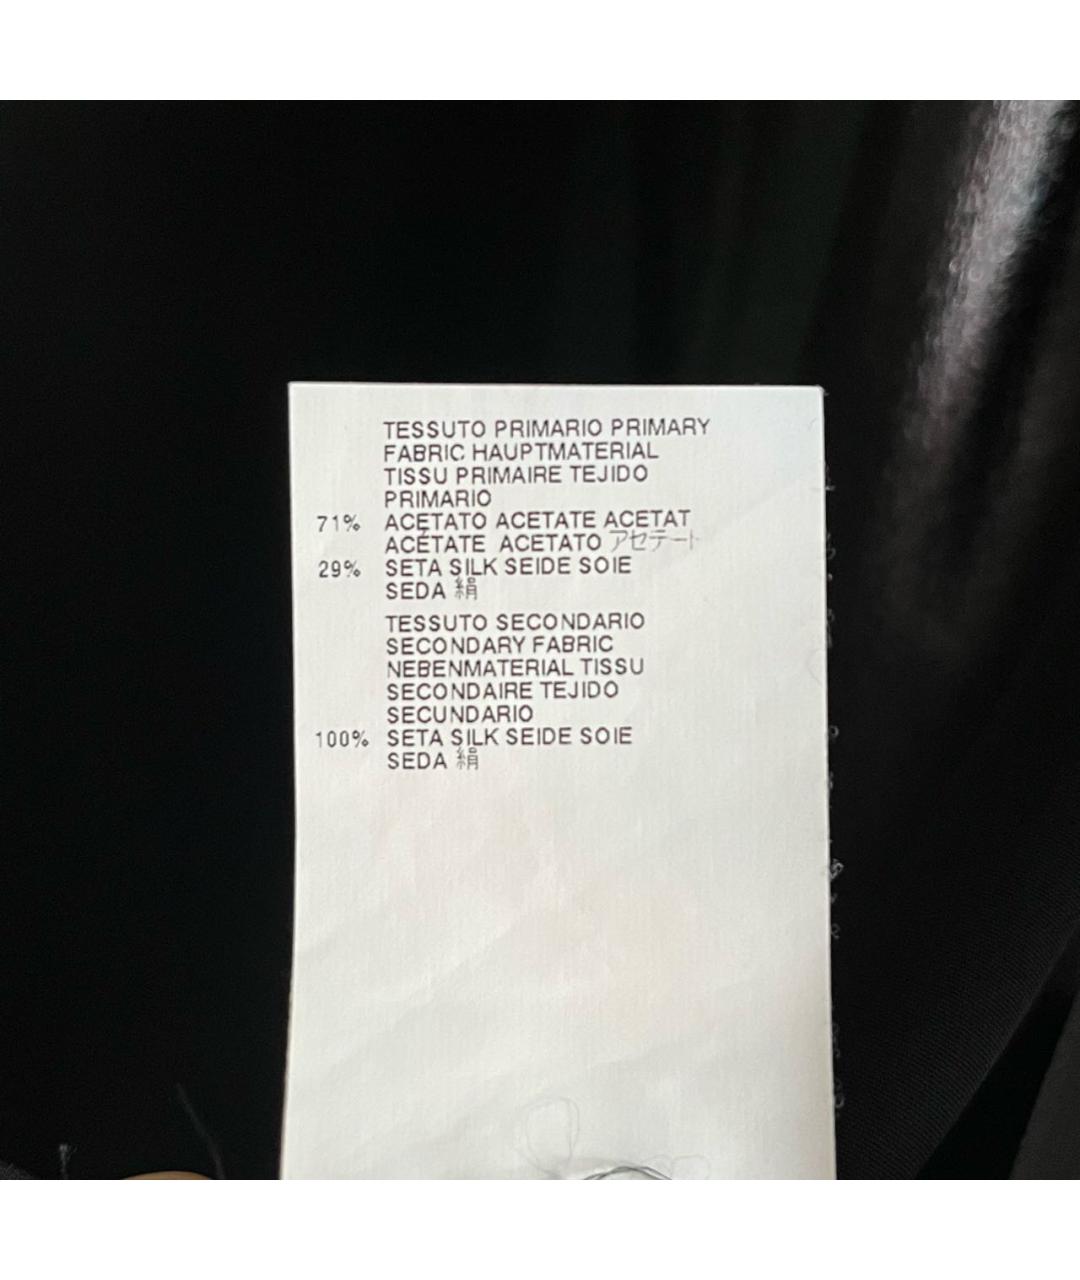 TESSUTO PRIMARIO PRIMARY
FABRIC HAUPTMATERIAL
TISSU PRIMAIRE TEJIDO
PRIMARIO
71% ACETATO ACETATE ACETAT
ACÉTATE ACETATO アセテート
29% SETA SILK SEIDE SOIE
SEDA 絹
TESSUTO SECONDARIO
SECONDARY FABRIC
NEBENMATERIAL TISSU
SECONDAIRE TEJIDO
SECUNDARIO
100% SETA SILK SEIDE SOIE
SEDA 絹